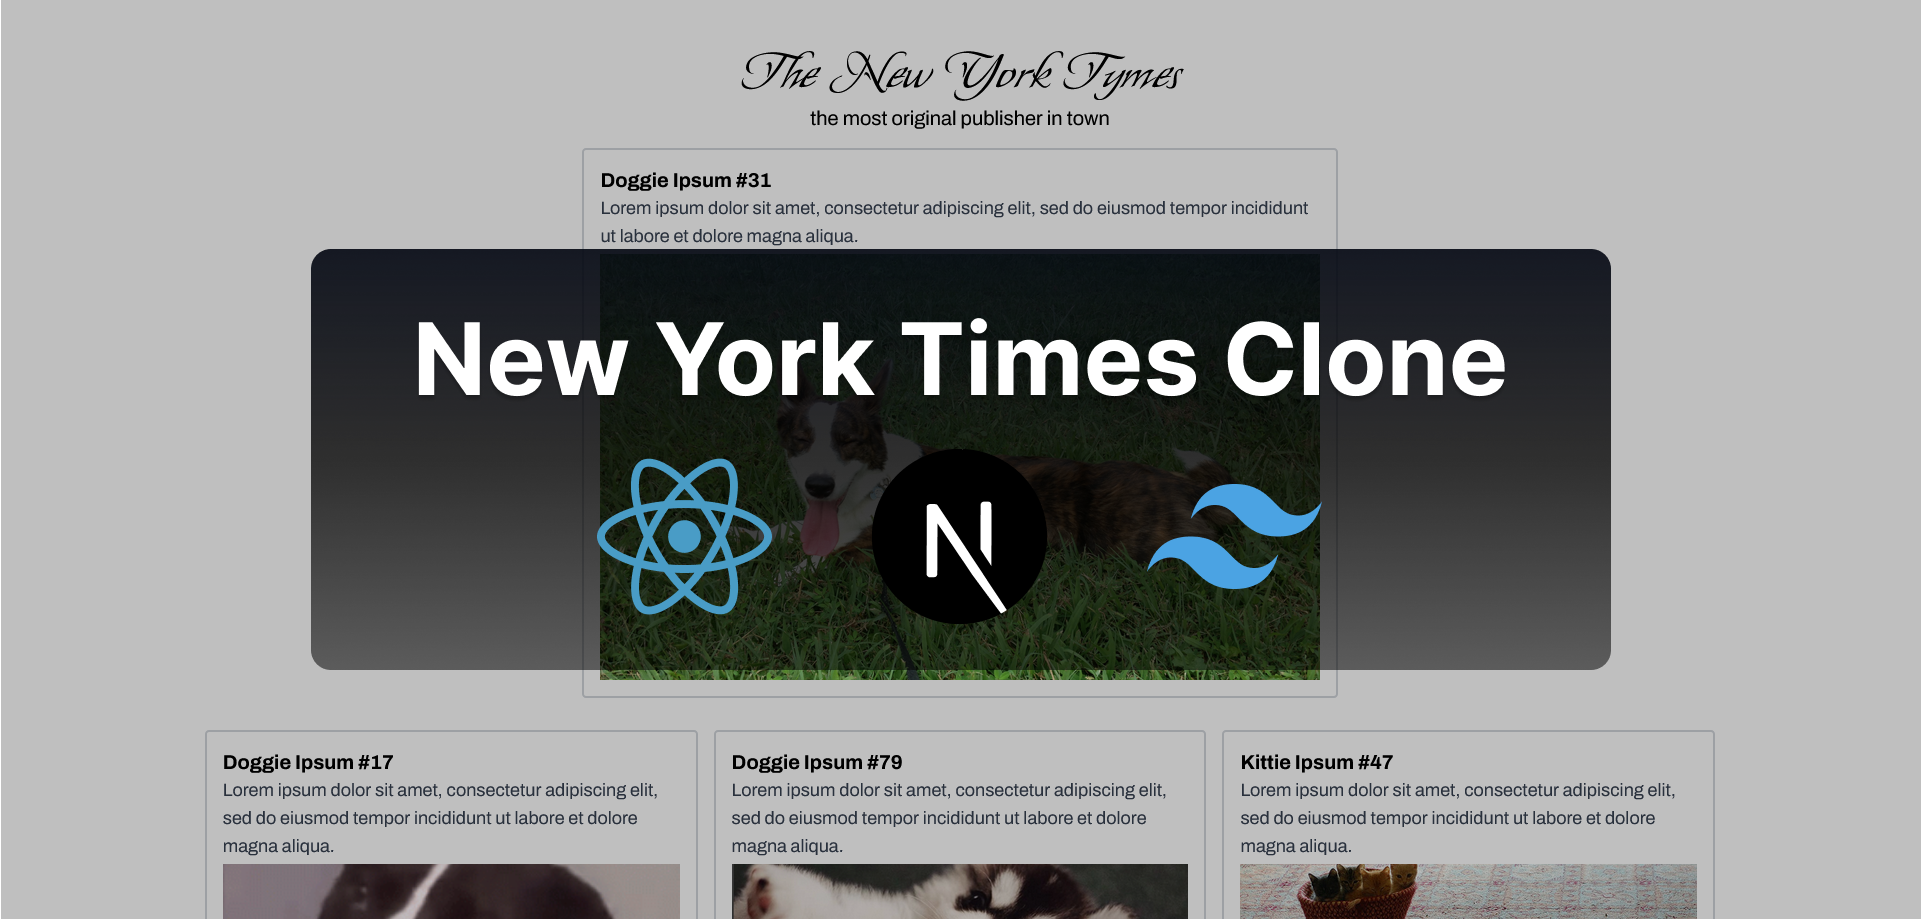 The New York Tymes
the most original publisher in town
Doggie Ipsum #31
Lorem ipsum dolor sit amet, consectetur adipiscing elit, sed do eiusmod tempor incididunt
ut labore et dolore magna aliqua.
New York Times Clone
N
Doggie Ipsum #17
Lorem ipsum dolor sit amet, consectetur adipiscing elit,
sed do eiusmod tempor incididunt ut labore et dolore
magna aliqua.
Doggie Ipsum #79
Lorem ipsum dolor sit amet, consectetur adipiscing elit,
sed do eiusmod tempor incididunt ut labore et dolore
magna aliqua.
Kittie Ipsum #47
Lorem ipsum dolor sit amet, consectetur adipiscing elit,
sed do eiusmod tempor incididunt ut labore et dolore
magna aliqua.